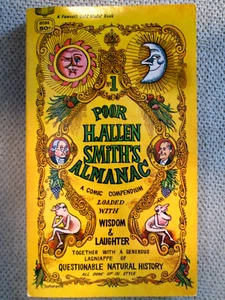 A Fawcett Gold Medal Book
50¢
1
POOR
H. ALLEN
SMITH'S
ALMANAC
A COMIC COMPENDIUM
LOADED
WITH
WISDOM
&
LAUGHTER
TOGETHER WITH A GENEROUS
LAGNIAPPE OF
QUESTIONABLE NATURAL HISTORY
ALL DONE UP IN STYLE